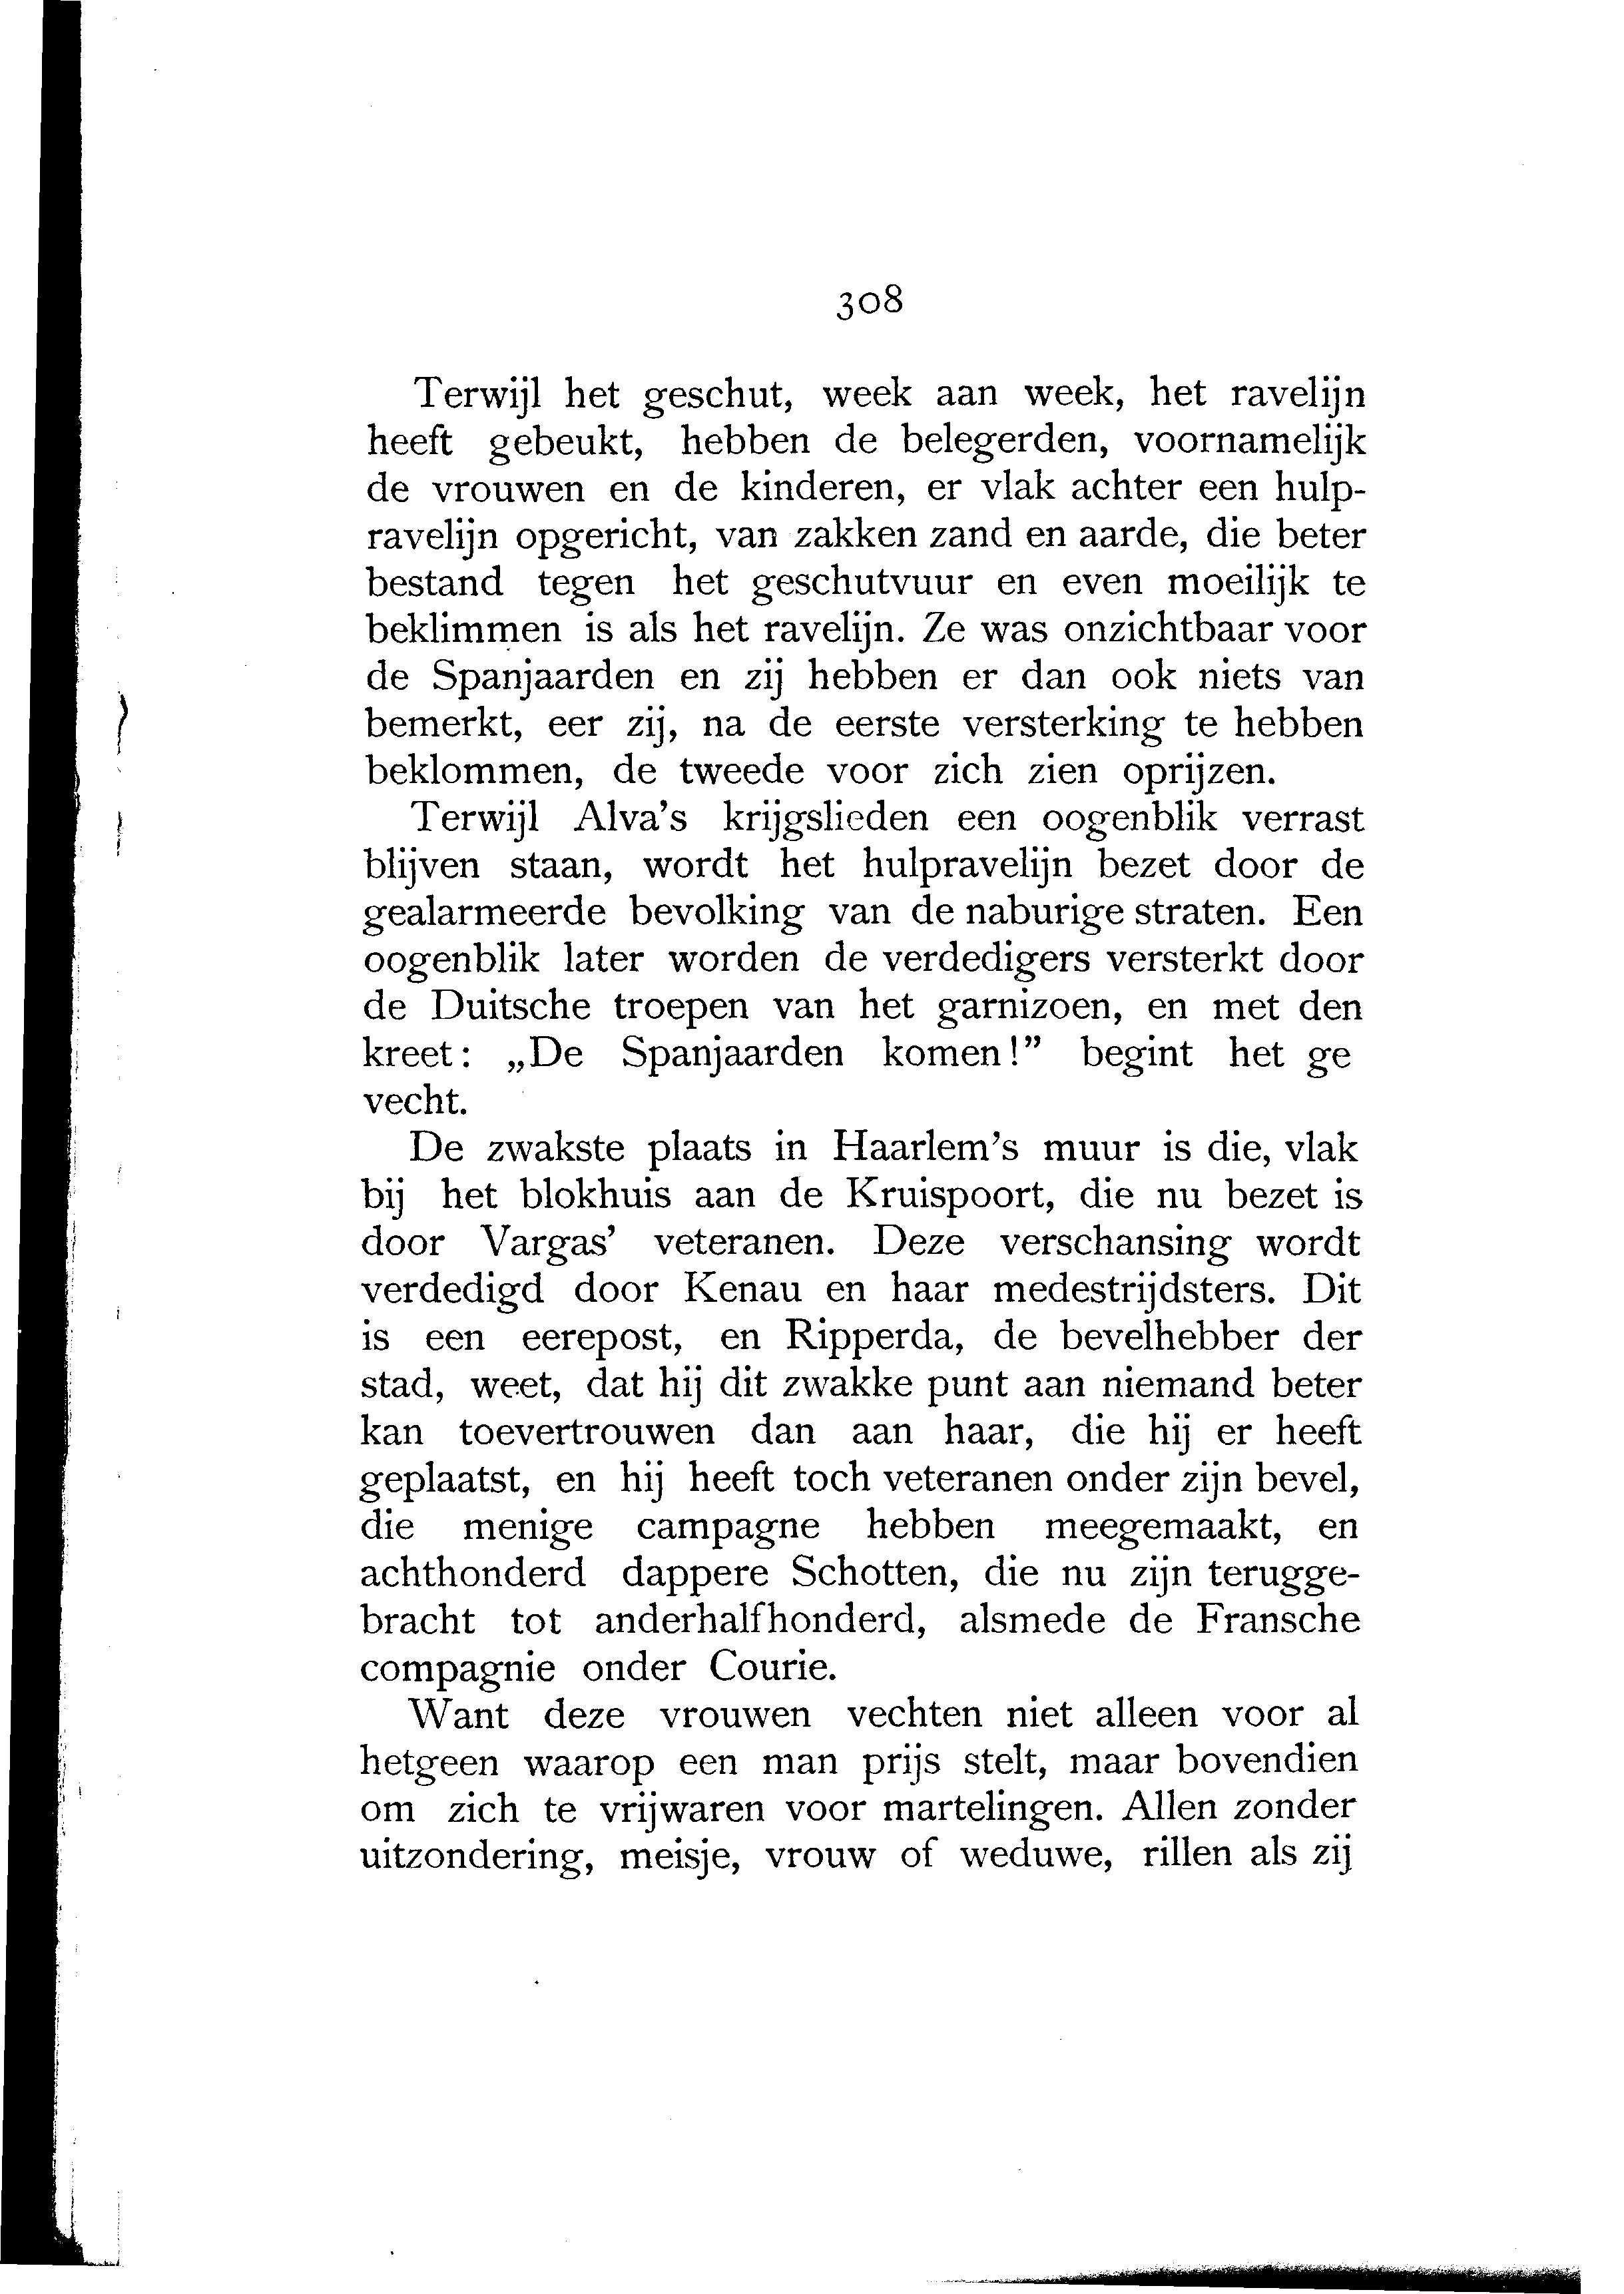 308
Terwijl het geschut, week aan week, het ravelijn
heeft gebeukt, hebben de belegerden, voornamelijk
de vrouwen en de kinderen, er vlak achter een hulp-
ravelijn opgericht, van zakken zand en aarde, die beter
bestand tegen het geschutvuur en even moeilijk te
beklimmen is als het ravelijn. Ze was onzichtbaar voor
de Spanjaarden en zij hebben er dan ook niets van
bemerkt, eer zij, na de eerste versterking te hebben
beklommen, de tweede voor zich zien oprijzen.
Terwijl Alva's krijgslieden een oogenblik verrast
blijven staan, wordt het hulpravelijn bezet door de
gealarmeerde bevolking van de naburige straten. Een
oogenblik later worden de verdedigers versterkt door
de Duitsche troepen van het garnizoen, en met den
kreet: „De Spanjaarden komen!” begint het ge
vecht.
De zwakste plaats in Haarlem's muur is die, vlak
bij het blokhuis aan de Kruispoort, die nu bezet is
door Vargas' veteranen. Deze verschansing wordt
verdedigd door Kenau en haar medestrijdsters. Dit
is een eerepost, en Ripperda, de bevelhebber der
stad, weet, dat hij dit zwakke punt aan niemand beter
kan toevertrouwen dan aan haar, die hij er heeft
geplaatst, en hij heeft toch veteranen onder zijn bevel,
die menige campagne hebben meegemaakt, en
achthonderd dappere Schotten, die nu zijn terugge-
bracht tot anderhalfhonderd, alsmede de Fransche
compagnie onder Courie.
Want deze vrouwen vechten niet alleen voor al
hetgeen waarop een man prijs stelt, maar bovendien
om zich te vrijwaren voor martelingen. Allen zonder
uitzondering, meisje, vrouw of weduwe, rillen als zij